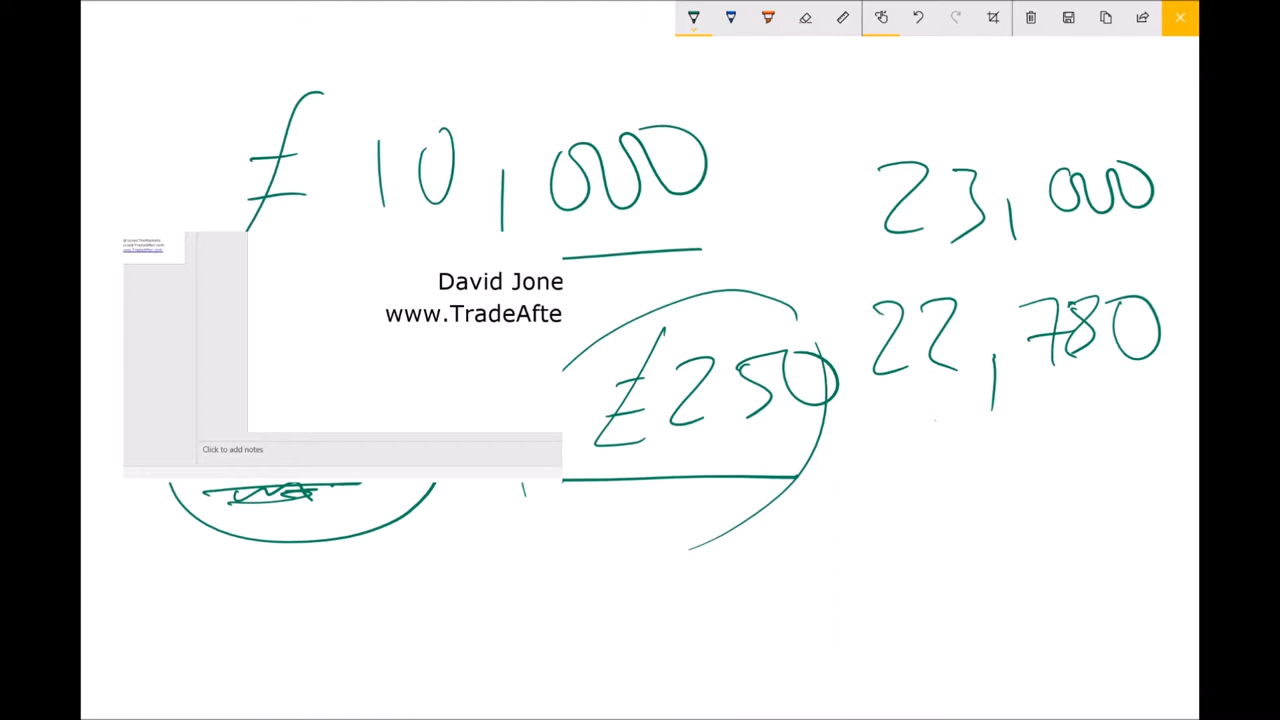 £ 10,000
23,000
David Jone
www.TradeAfte
22,780
£250
Click to add notes